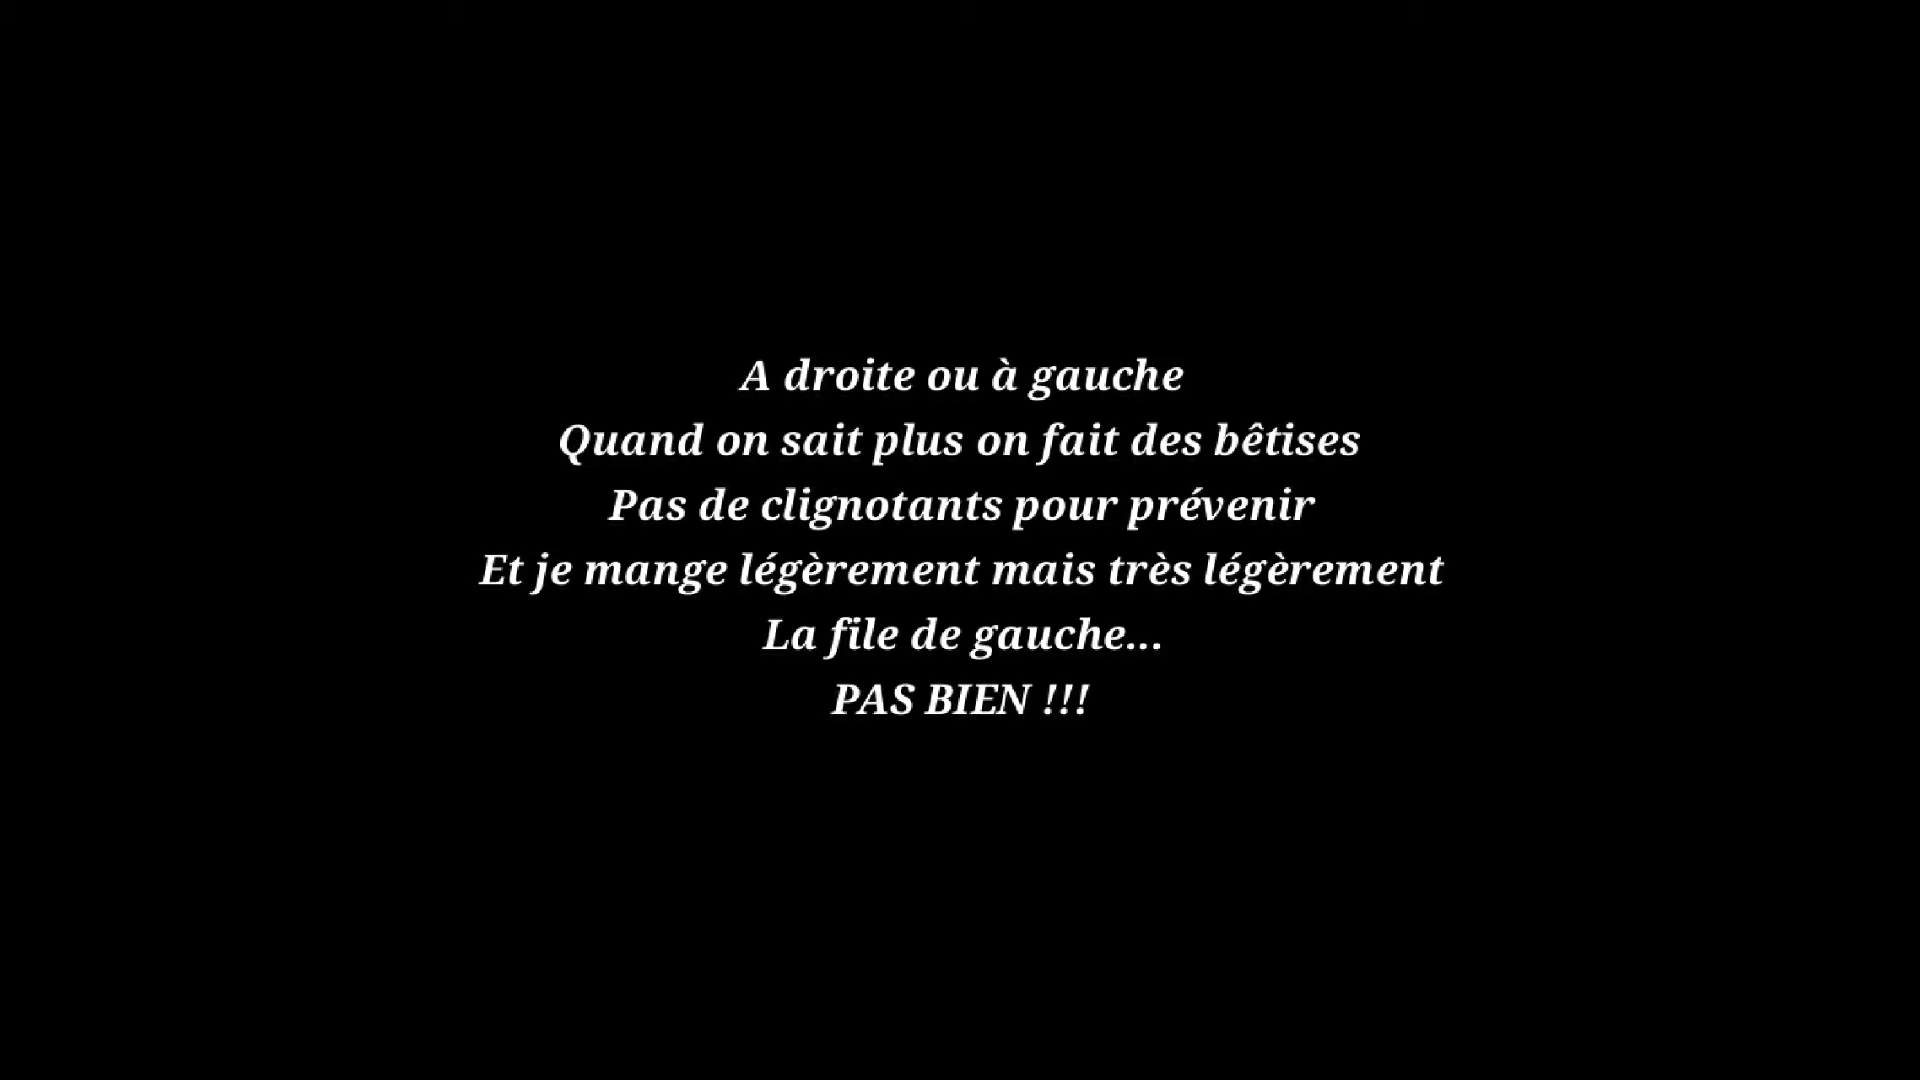 A droite ou à gauche
Quand on sait plus on fait des bêtises
Pas de clignotants pour prévenir
Et je mange légèrement mais très légèrement
La file de gauche...
PAS BIEN !!!